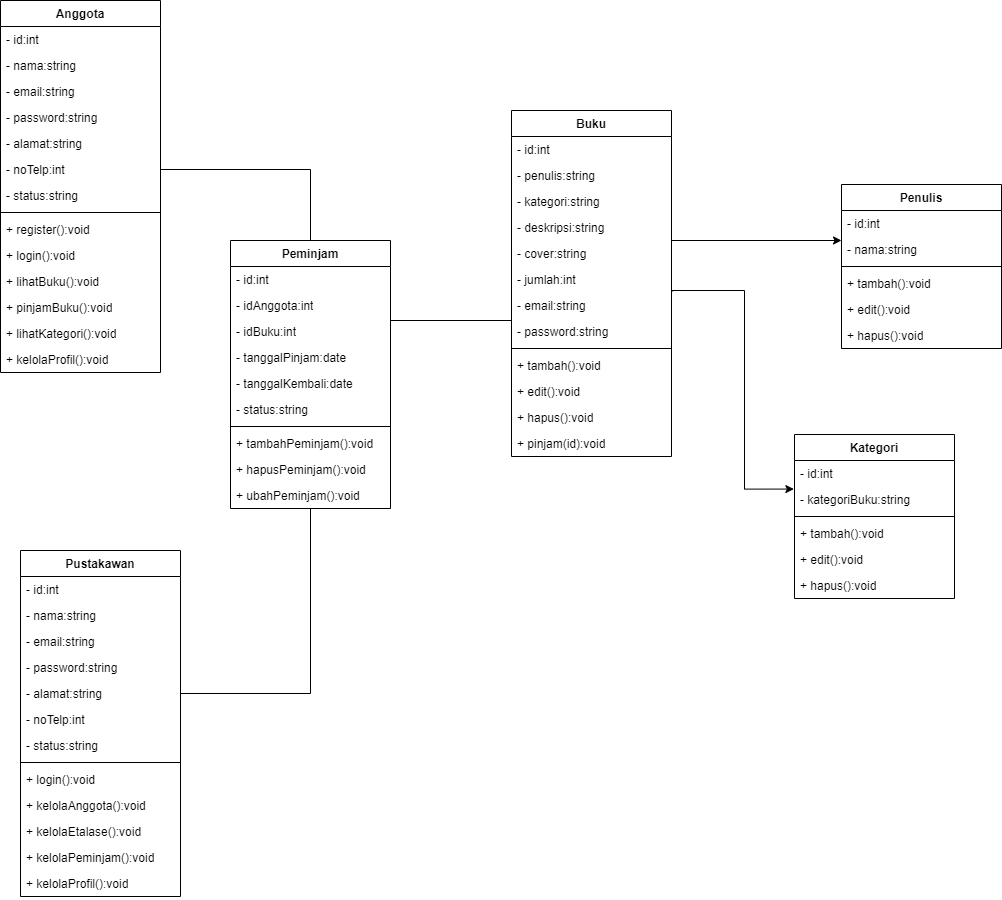 Anggota
- id:int
- nama:string
- email:string
- password:string
- alamat:string
- noTelp:int
- status:string
+ register():void
+ login():void
+ lihatBuku():void
+ pinjamBuku():void
+ lihatKategori():void
+ kelolaProfil():void
Peminjam
- id:int
- idAnggota:int
- idBuku:int
- tanggalPinjam:date
- tanggalKembali:date
- status:string
+ tambahPeminjam():void
+ hapusPeminjam():void
+ ubahPeminjam():void
Buku
- id:int
- penulis:string
- kategori:string
- deskripsi:string
- cover:string
- jumlah:int
- email:string
- password:string
+ tambah():void
+ edit():void
+ hapus():void
+ pinjam(id):void
Penulis
- id:int
- nama:string
+ tambah():void
+ edit():void
+ hapus():void
Kategori
- id:int
- kategoriBuku:string
+ tambah():void
+ edit():void
+ hapus():void
Pustakawan
- id:int
- nama:string
- email:string
- password:string
- alamat:string
- noTelp:int
- status:string
+ login():void
+ kelolaAnggota():void
+ kelolaEtalase():void
+ kelolaPeminjam():void
+ kelolaProfil():void